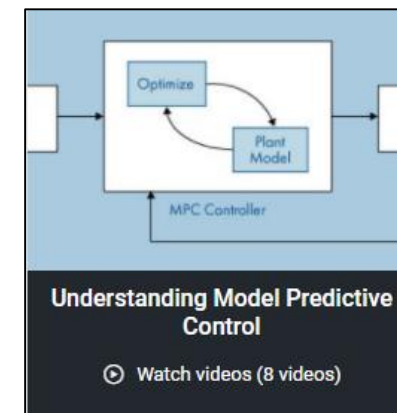 Optimize
Plant
Model
MPC Controller
Understanding Model Predictive
Control
Watch videos (8 videos)